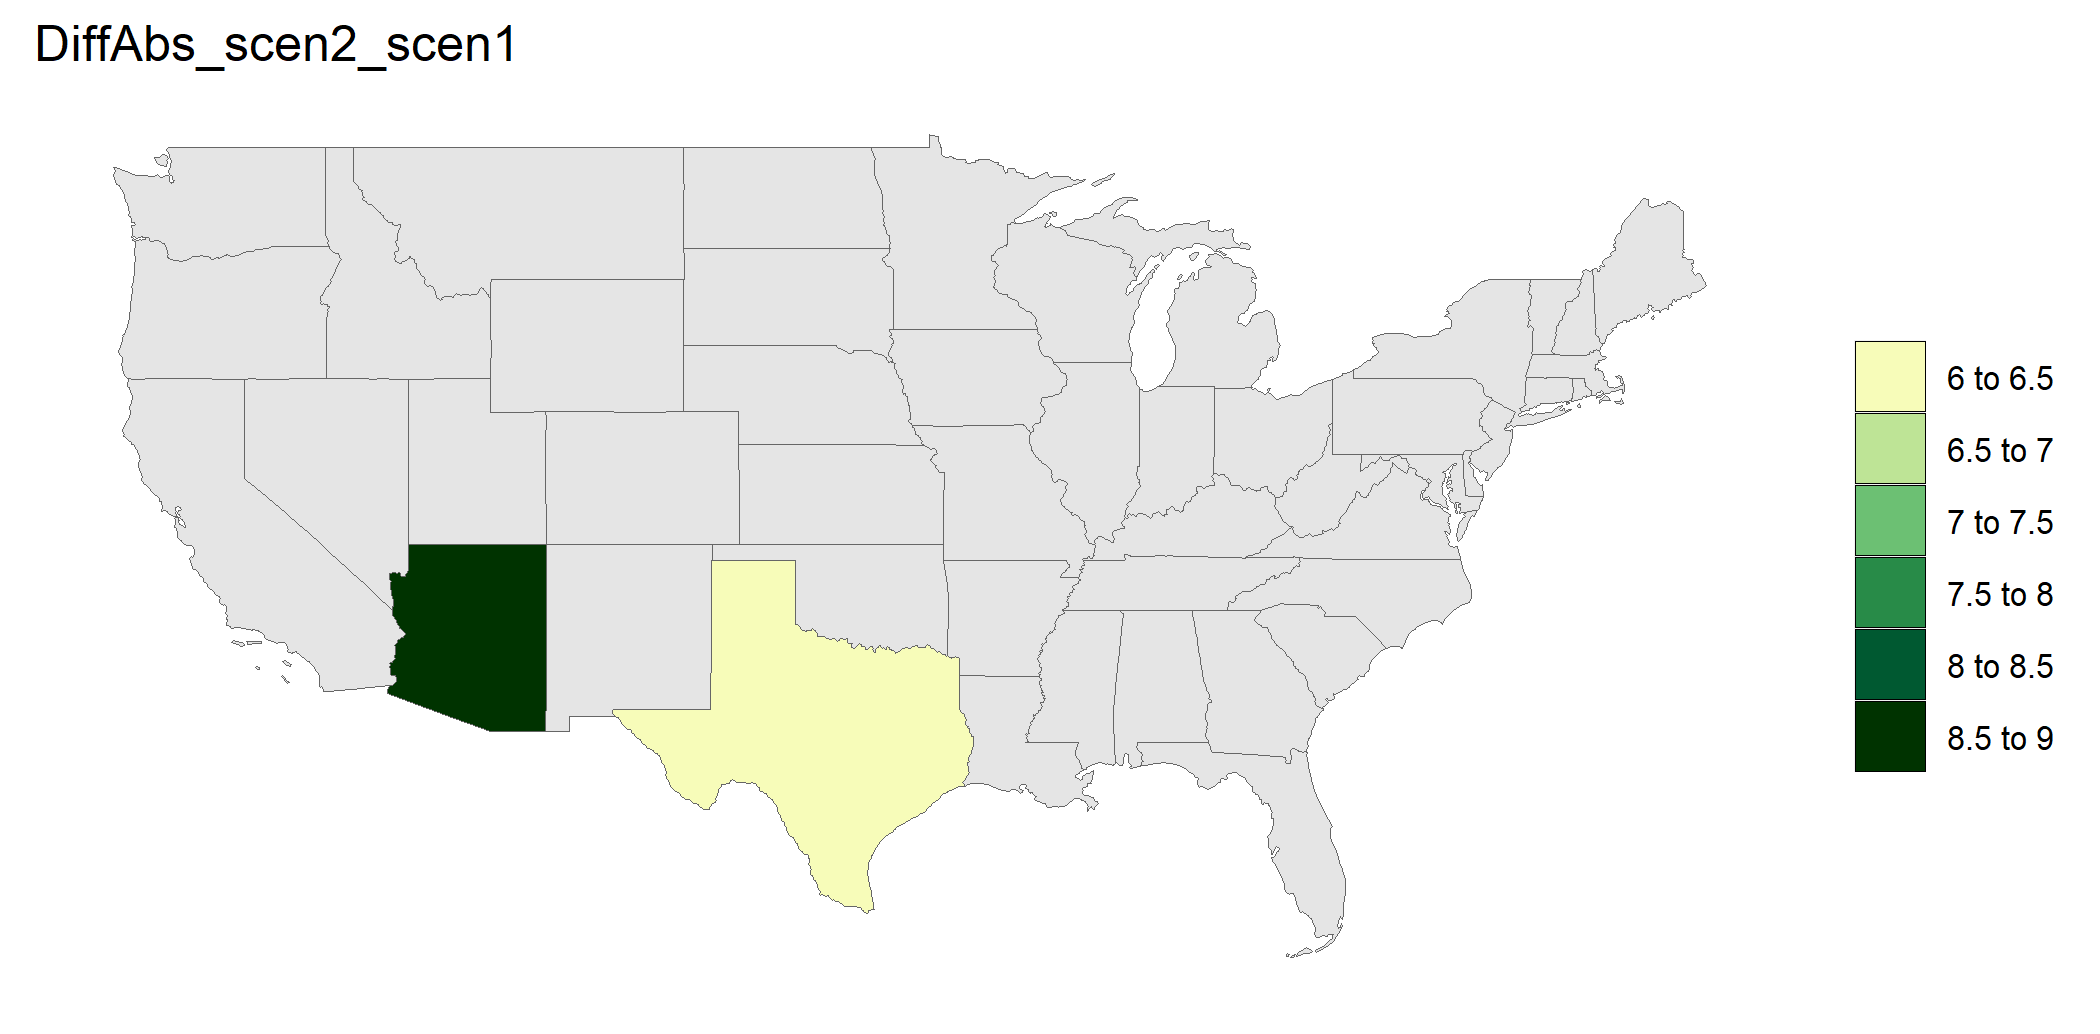 DiffAbs_scen2_scen1
6 to 6.5
6.5 to 7
7 to 7.5
7.5 to 8
8 to 8.5
8.5 to 9